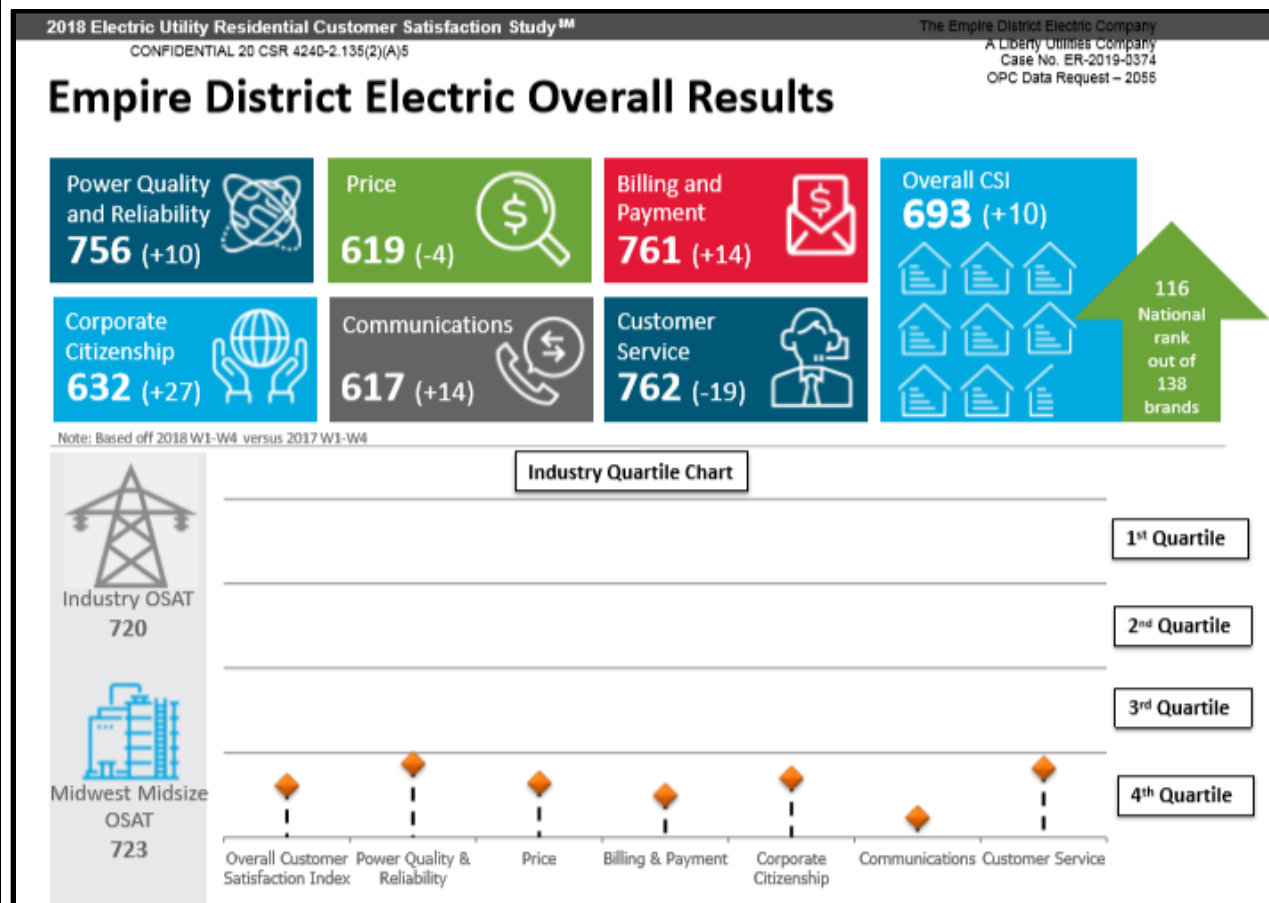 2018 Electric Utility Residential Customer Satisfaction Study℠
The Empire District Electric Company
CONFIDENTIAL 20 CSR 4240-2.135(2)(A)5
A Liberty Utilities Company
Case No. ER-2019-0374
OPC Data Request – 2055
Empire District Electric Overall Results
Power Quality
and Reliability
756 (+10)
Price
619 (-4)
Billing and
Payment
761 (+14)
Overall CSI
693 (+10)
Corporate
Citizenship
632 (+27)
Communications
617 (+14)
Customer
Service
762 (-19)
116
National
rank
out of
138
brands
Note: Based off 2018 W1-W4 versus 2017 W1-W4
Industry Quartile Chart
Industry OSAT
720
Midwest Midsize
OSAT
723
1st Quartile
2nd Quartile
3rd Quartile
4th Quartile
Overall Customer
Satisfaction Index
Power Quality &
Reliability
Price
Billing & Payment
Corporate
Citizenship
Communications
Customer Service